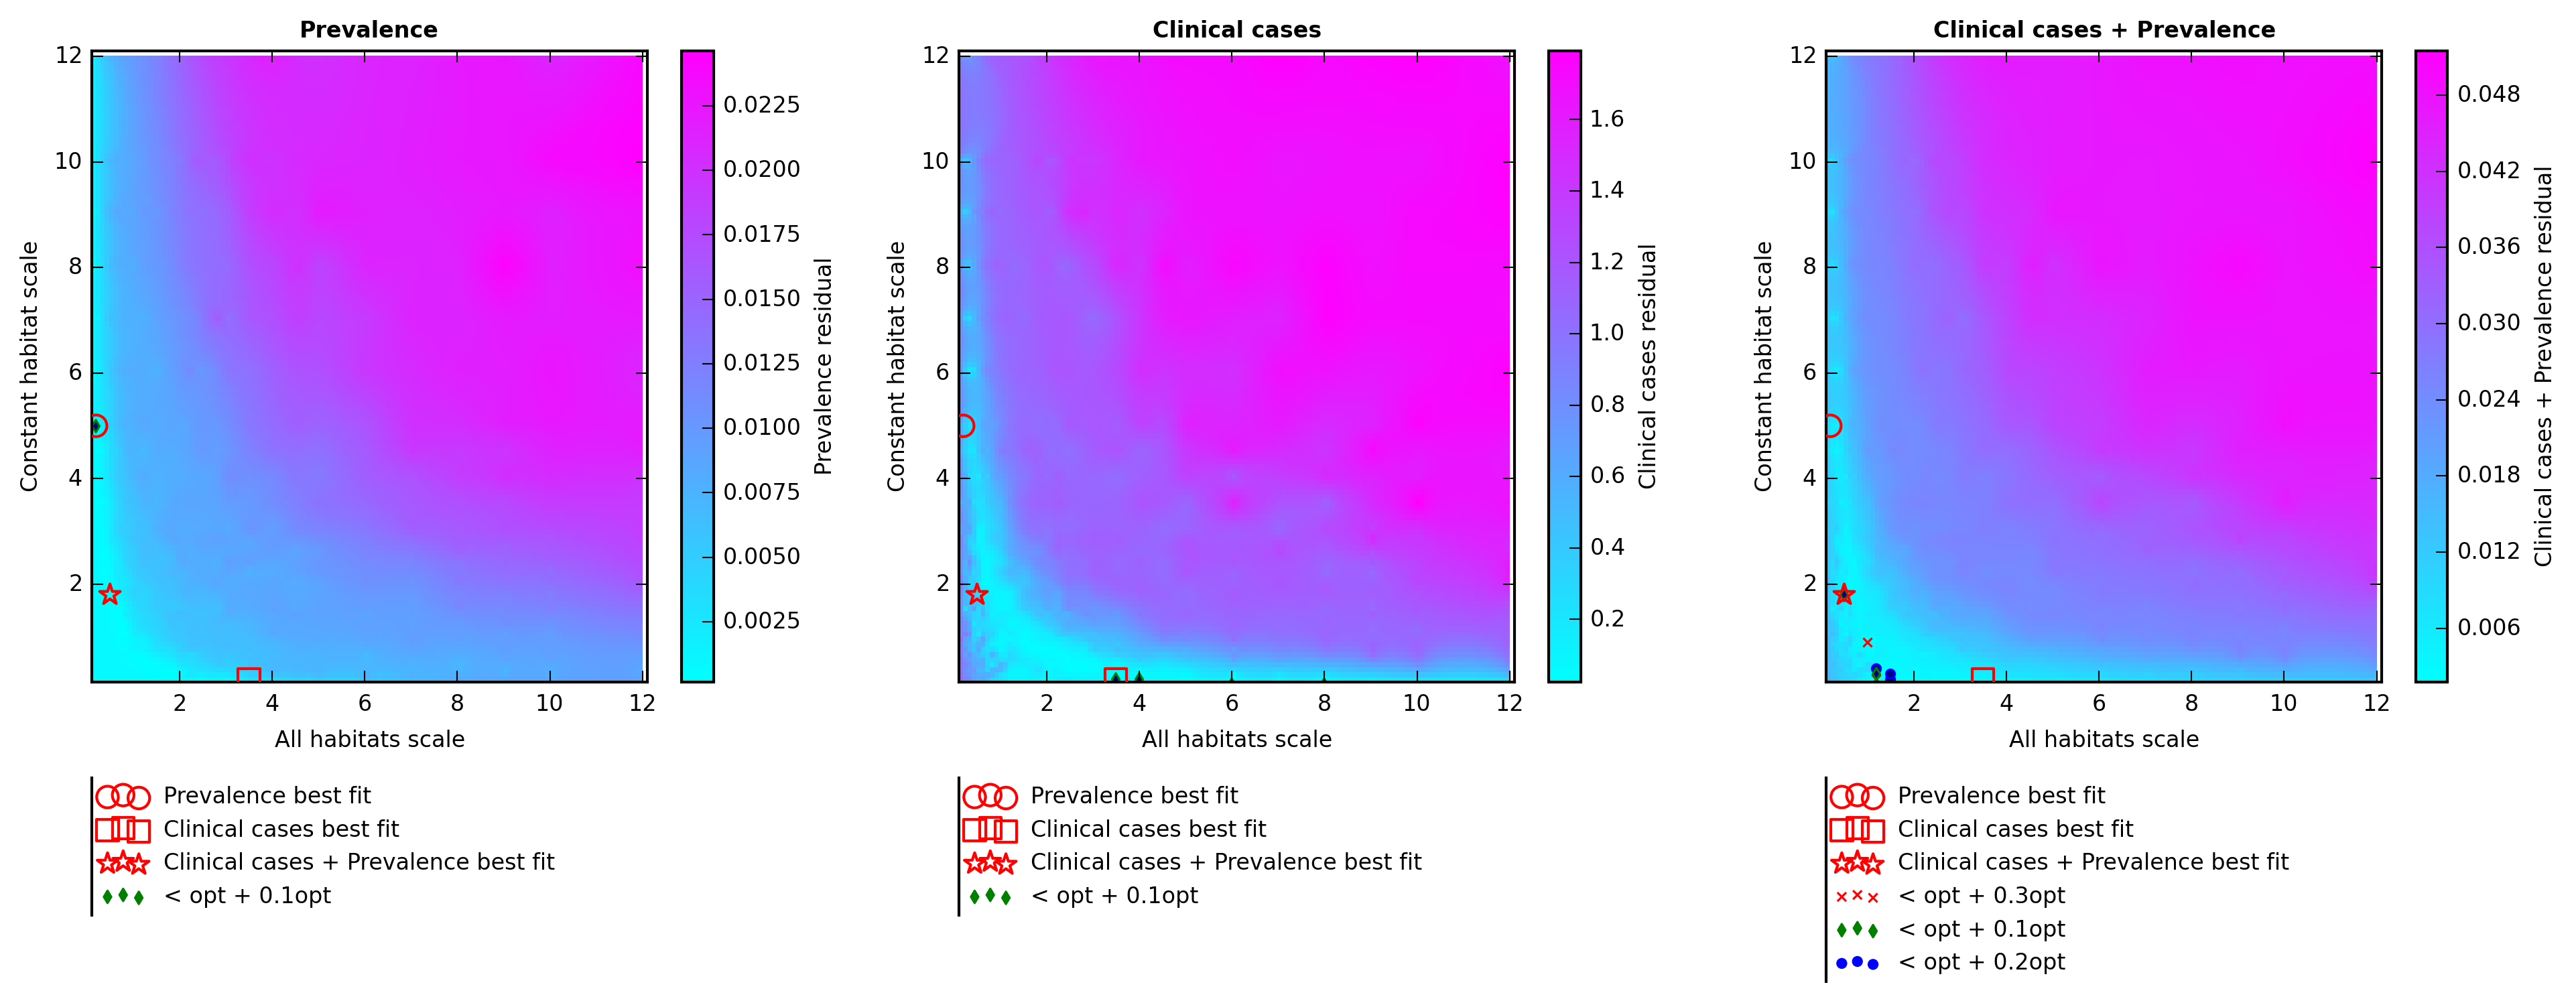 Prevalence
Constant habitat scale
12
10
8
6
4
2
2 4 6 8 10 12
All habitats scale
0.0225
0.0200
0.0175
0.0150
0.0125
0.0100
0.0075
0.0050
0.0025
Prevalence residual
Prevalence best fit
Clinical cases best fit
Clinical cases + Prevalence best fit
< opt + 0.1opt
Clinical cases
Constant habitat scale
12
10
8
6
4
2
2 4 6 8 10 12
All habitats scale
1.6
1.4
1.2
1.0
0.8
0.6
0.4
0.2
Clinical cases residual
Prevalence best fit
Clinical cases best fit
Clinical cases + Prevalence best fit
< opt + 0.1opt
Clinical cases + Prevalence
Constant habitat scale
12
10
8
6
4
2
2 4 6 8 10 12
All habitats scale
0.048
0.042
0.036
0.030
0.024
0.018
0.012
0.006
Clinical cases + Prevalence residual
Prevalence best fit
Clinical cases best fit
Clinical cases + Prevalence best fit
< opt + 0.3opt
< opt + 0.1opt
< opt + 0.2opt